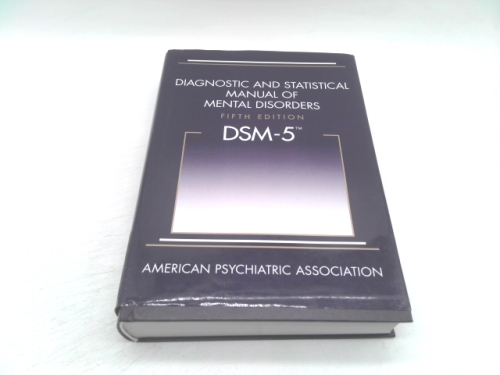 DIAGNOSTIC AND STATISTICAL
MANUAL OF
MENTAL DISORDERS
FIFTH EDITION
DSM-5™
AMERICAN PSYCHIATRIC ASSOCIATION